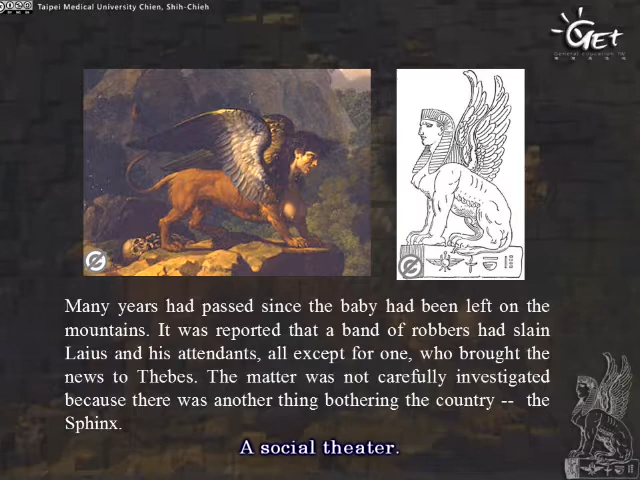 Taipei Medical University Chien, Shih-Chieh
GET
Many years had passed since the baby had been left on the
mountains. It was reported that a band of robbers had slain
Laius and his attendants, all except for one, who brought the
news to Thebes. The matter was not carefully investigated
because there was another thing bothering the country -- the
Sphinx.
A social theater.